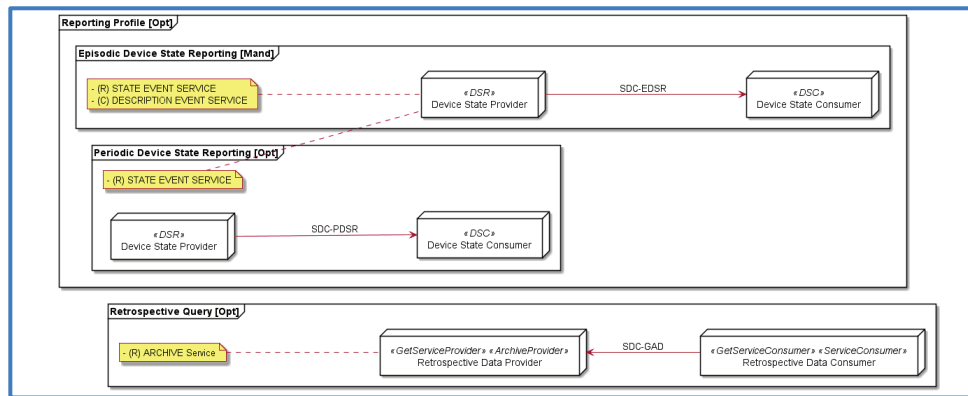 Reporting Profile [Opt]
Episodic Device State Reporting [Mand]
- (R) STATE EVENT SERVICE
- (C) DESCRIPTION EVENT SERVICE
«DSR»
Device State Provider
SDC-EDSR
«DSC»
Device State Consumer
Periodic Device State Reporting [Opt]
- (R) STATE EVENT SERVICE
«DSR»
Device State Provider
SDC-PDSR
«DSC»
Device State Consumer
Retrospective Query [Opt]
- (R) ARCHIVE Service
«GetServiceProvider» «ArchiveProvider»
Retrospective Data Provider
SDC-GAD
«GetServiceConsumer» «ServiceConsumer»
Retrospective Data Consumer